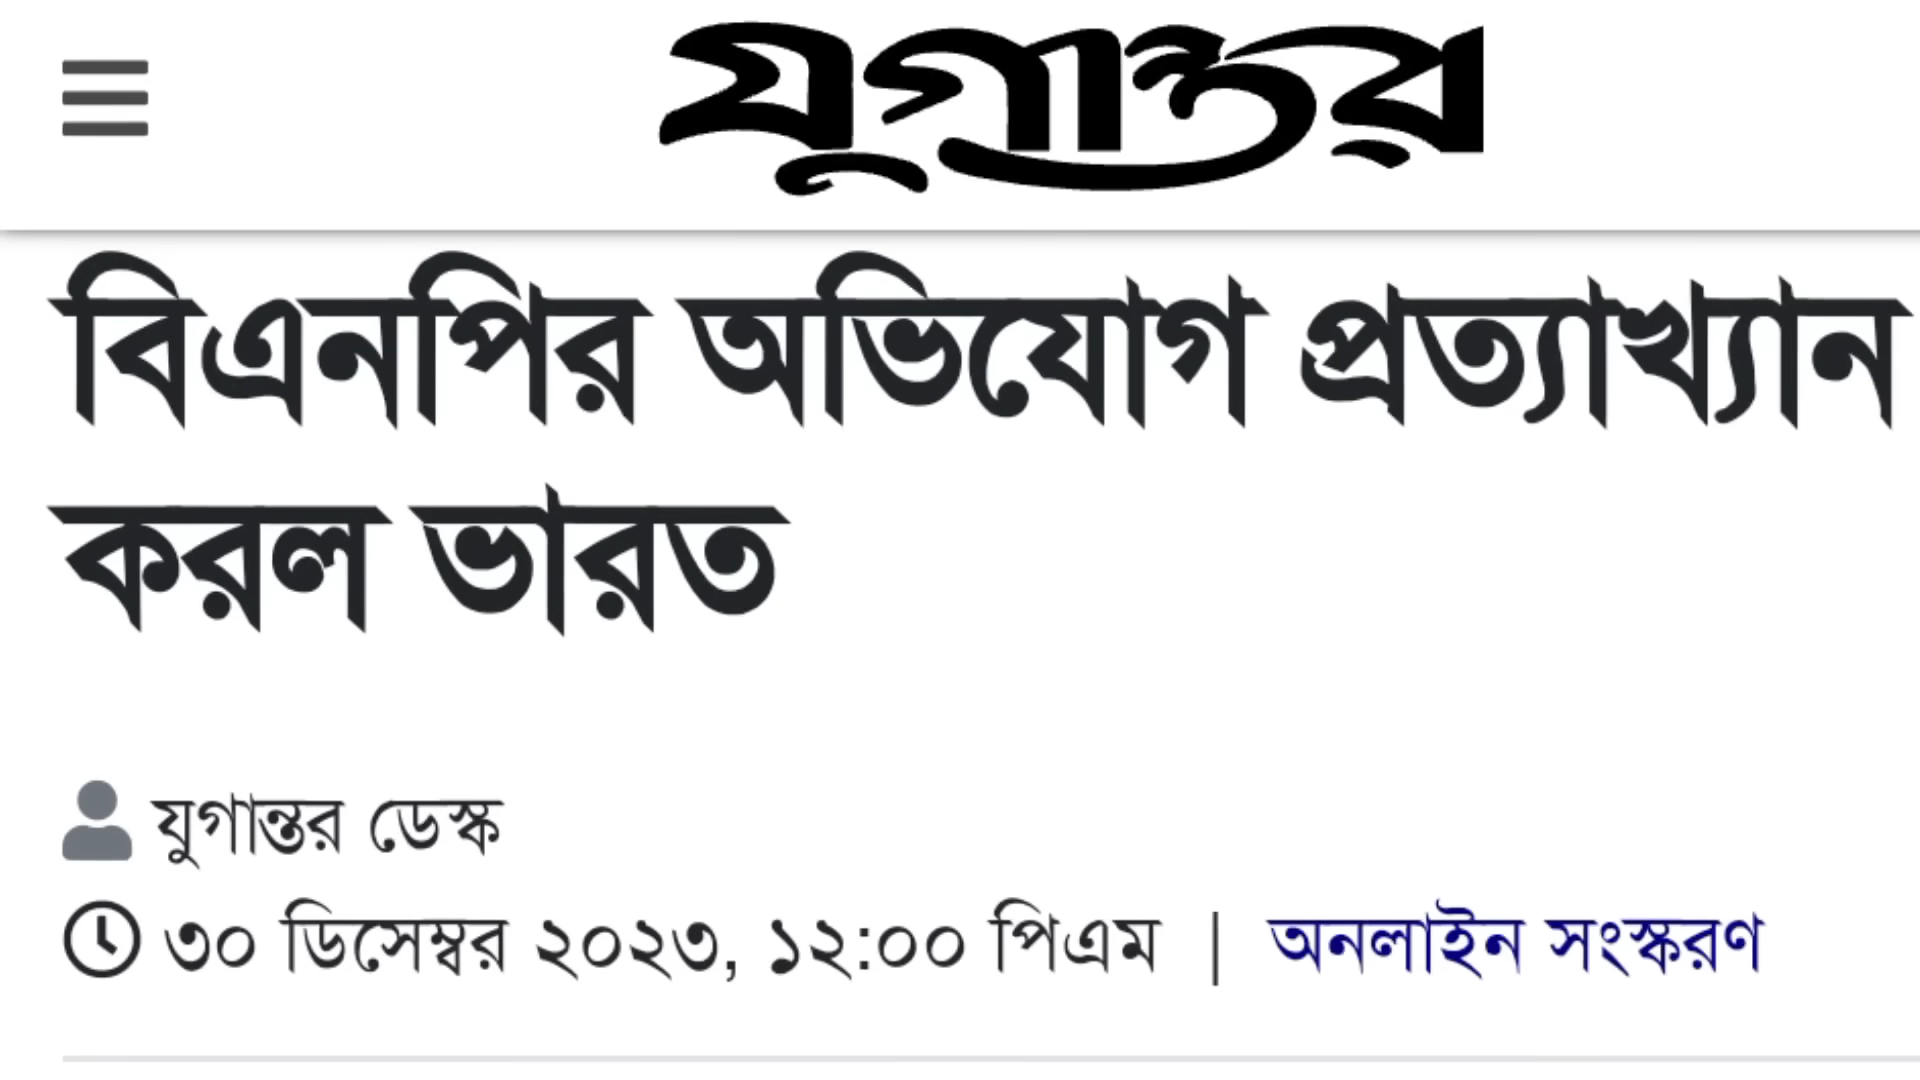 যুগান্তর
বিএনপির অভিযোগ প্রত্যাখ্যান
করল ভারত
যুগান্তর ডেস্ক
৩০ ডিসেম্বর ২০২৩, ১২:০০ পিএম | অনলাইন সংস্করণ